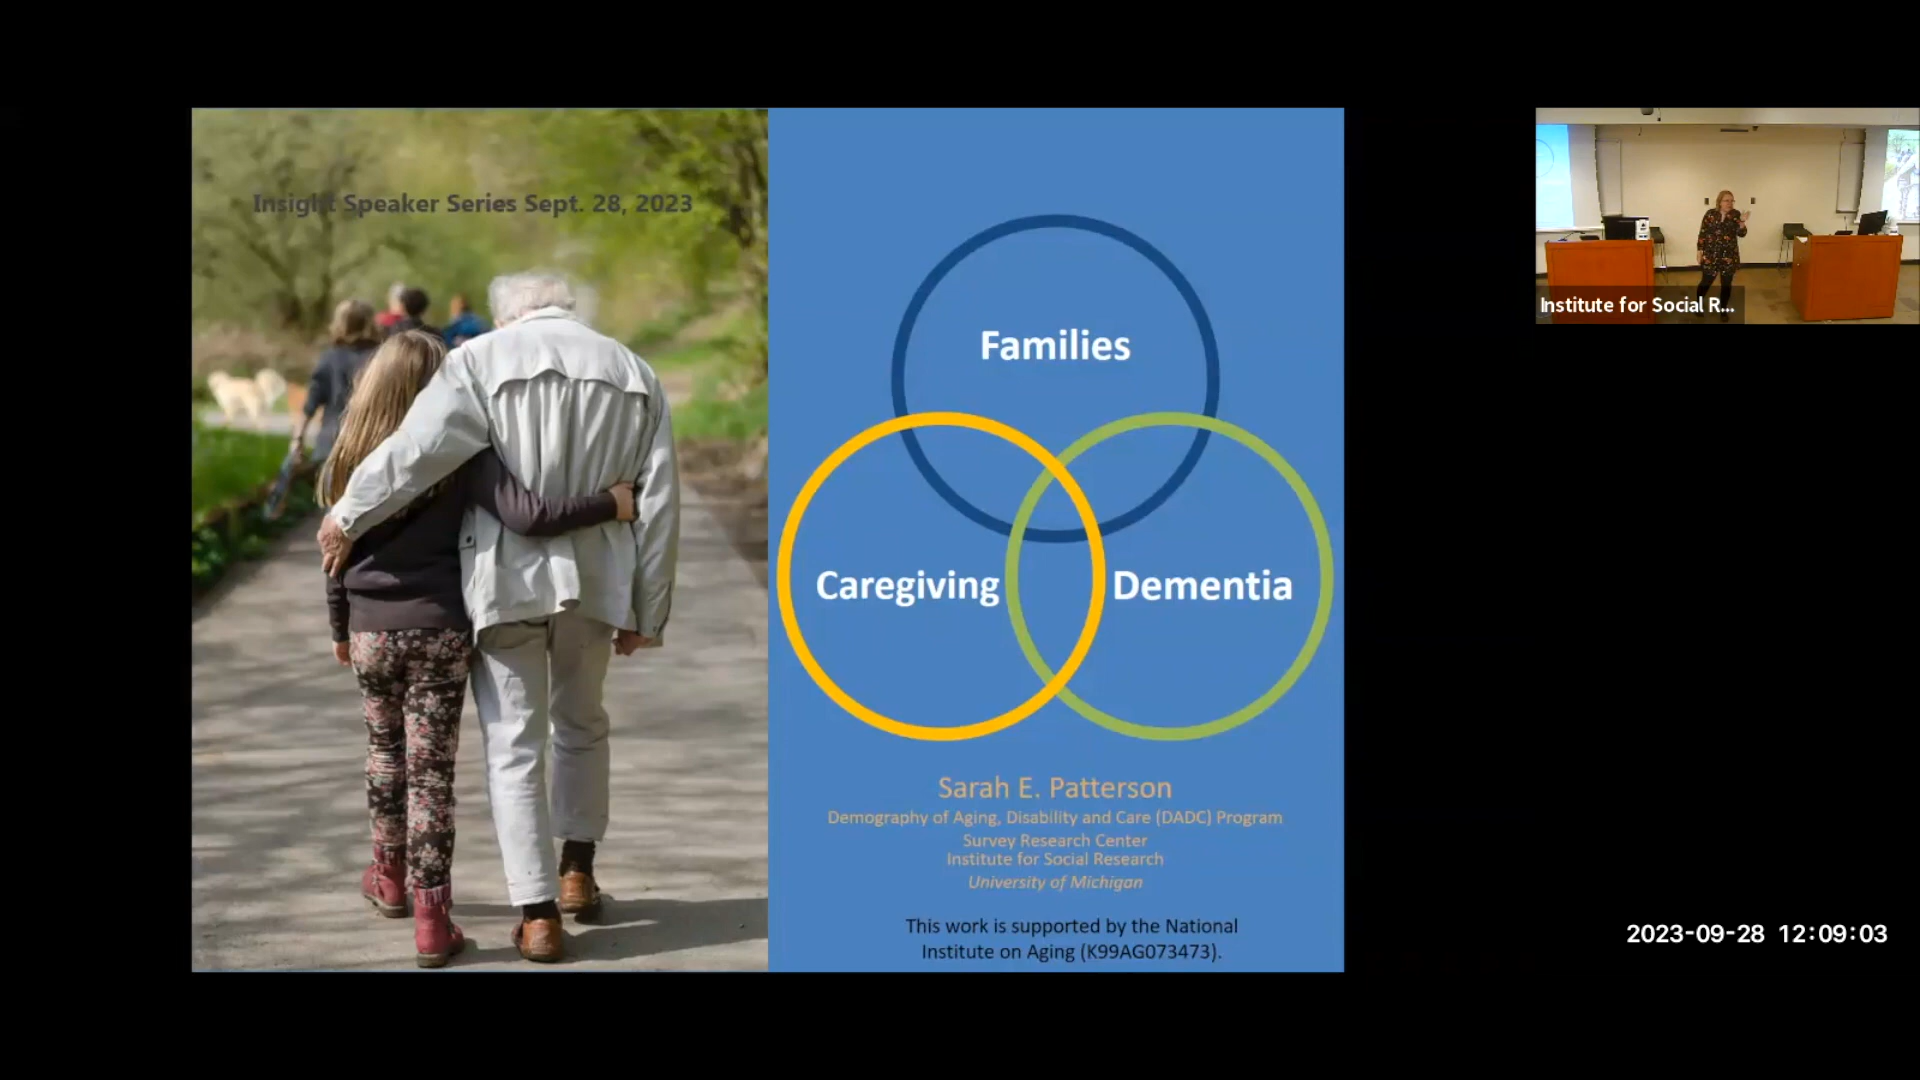 Insight Speaker Series Sept. 28, 2023
Families
Caregiving
Dementia
Sarah E. Patterson
Demography of Aging, Disability and Care (DADC) Program
Survey Research Center
Institute for Social Research
University of Michigan
This work is supported by the National
Institute on Aging (K99AG073473).
Institute for Social R...
2023-09-28 12:09:03